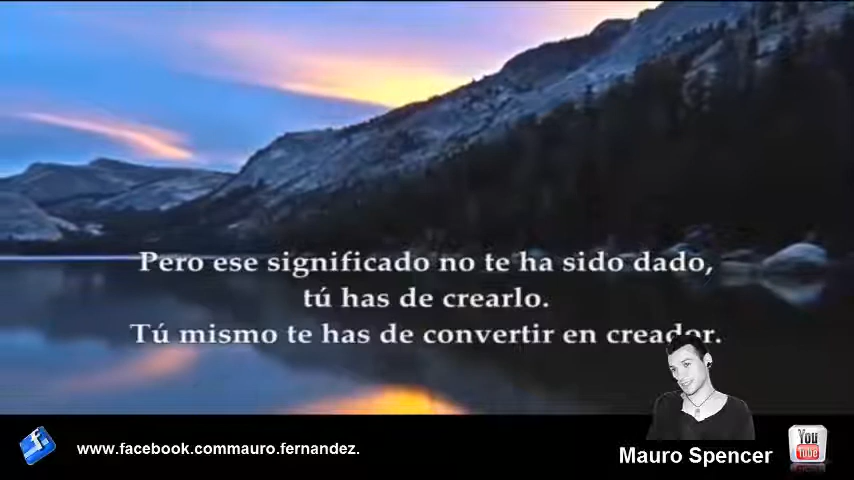 Pero ese significado no te ha sido dado,
tú has de crearlo.
Tú mismo te has de convertir en creador.
www.facebook.commauro.fernandez.
Mauro Spencer
You
Tube